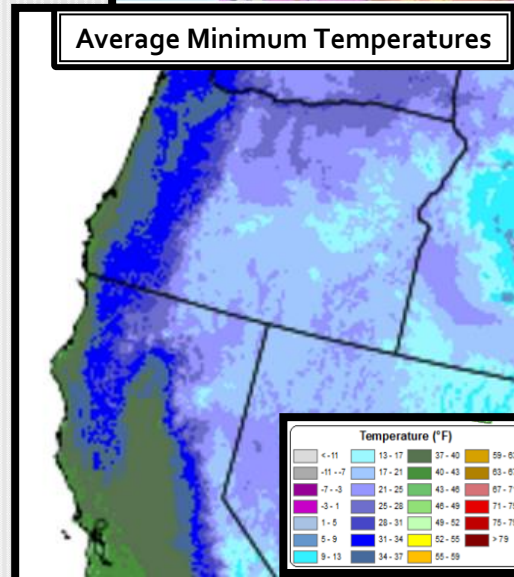 Average Minimum Temperatures
Temperature (°F)
< -11 13 - 17 37 - 40
-11 - -7 17 - 21 40 - 43
-7 - -3 21 - 25 43 - 46
-3 - 1 25 - 28 46 - 49
1 - 5 28 - 31 49 - 52
5 - 9 31 - 34 52 - 55 > 79
9 - 13 34 - 37 55 - 59